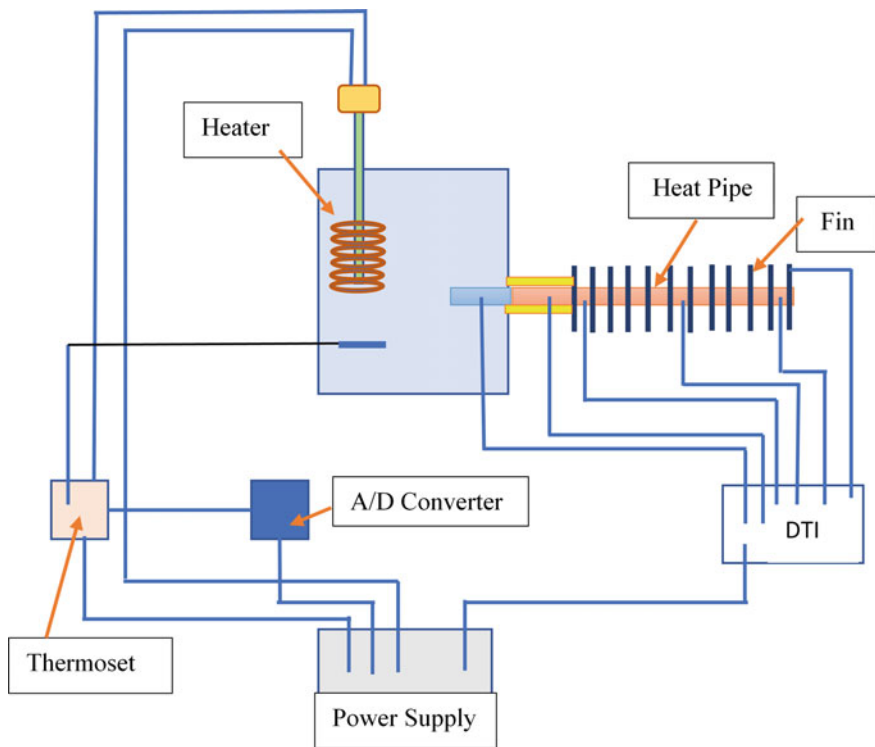 Heater
Heat Pipe
Fin
A/D Converter
DTI
Thermoset
Power Supply